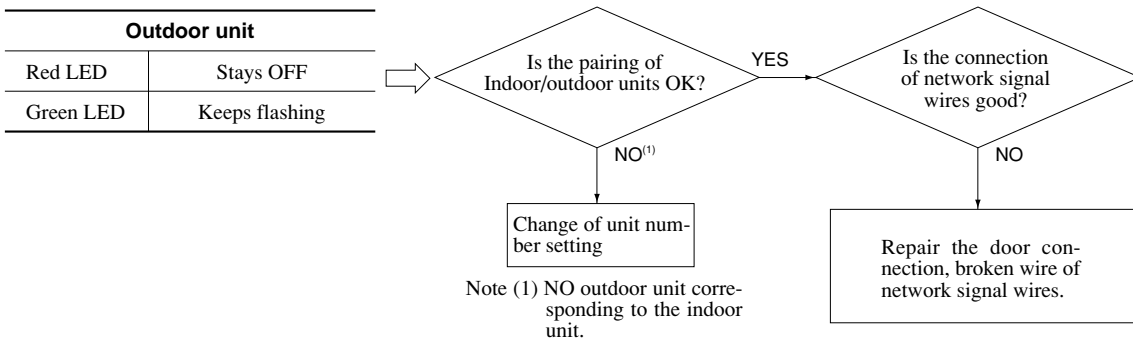 Outdoor unit
Red LED Stays OFF
Green LED Keeps flashing
Is the pairing of
Indoor/outdoor units OK?
YES
Is the connection
of network signal
wires good?
NO(1)
NO
Change of unit num-
ber setting
Note (1) NO outdoor unit corre-
sponding to the indoor
unit.
Repair the door con-
nection, broken wire of
network signal wires.